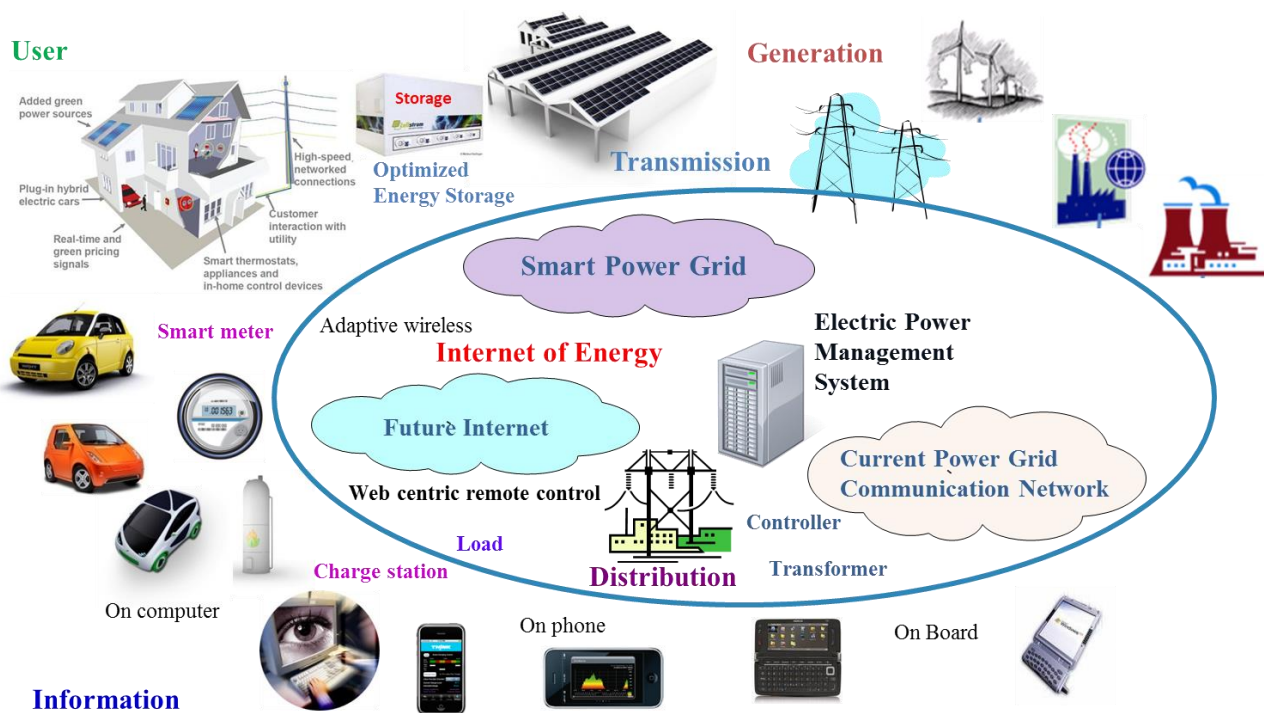 User
Generation
Storage
Added green
power sources
High-speed,
networked
connections
Plug-in hybrid
electric cars
Customer
interaction with
utility
Real-time and
green pricing
signals
Smart thermostats,
appliances and
in-home control devices
Optimized
Energy Storage
Transmission
Smart Power Grid
Smart meter
Adaptive wireless
Internet of Energy
Electric Power
Management
System
Future Internet
Current Power Grid
Communication Network
Web centric remote control
Controller
Load
Charge station
Distribution
Transformer
On computer
On phone
On Board
Information